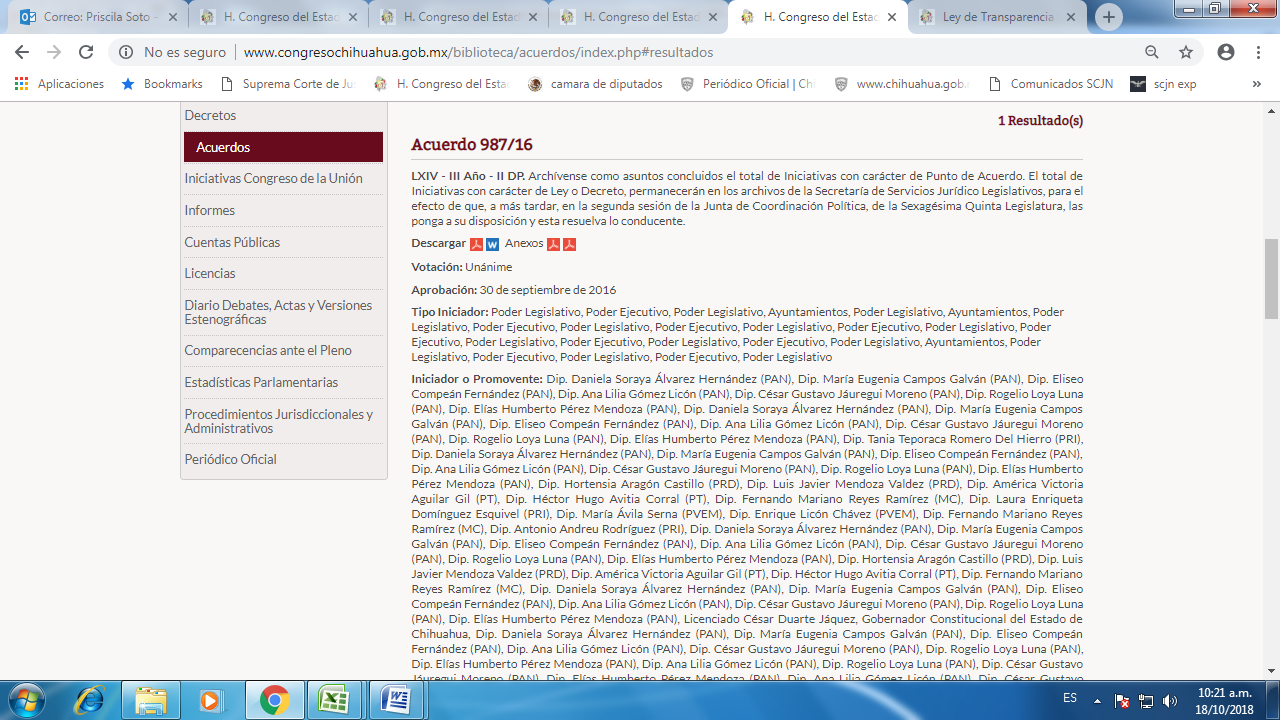 Correo: Priscila Soto -
H. Congreso del Esta
H. Congreso del Esta
H. Congreso del Esta
H. Congreso del Esta
Ley de Transparencia
No es seguro
www.congresochihuahua.gob.mx/biblioteca/acuerdos/index.php#resultados
Aplicaciones
Bookmarks
Suprema Corte de Ju
H. Congreso del Esta
camara de diputados
Periódico Oficial | Ch
www.chihuahua.gob.
Comunicados SCJN
scjn exp
»
Decretos
Acuerdos
Iniciativas Congreso de la Unión
Informes
Cuentas Públicas
Licencias
Diario Debates, Actas y Versiones
Estenográficas
Comparecencias ante el Pleno
Estadísticas Parlamentarias
Procedimientos Jurisdiccionales y
Administrativos
Periódico Oficial
1 Resultado(s)
Acuerdo 987/16
LXIV - III Año - II DP. Archívense como asuntos concluidos el total de Iniciativas con carácter de Punto de Acuerdo. El total de
Iniciativas con carácter de Ley o Decreto, permanecerán en los archivos de la Secretaría de Servicios Jurídico Legislativos, para el
efecto de que, a más tardar, en la segunda sesión de la Junta de Coordinación Política, de la Sexagésima Quinta Legislatura, las
ponga a su disposición y esta resuelva lo conducente.
Descargar Anexos
Votación: Unánime
Aprobación: 30 de septiembre de 2016
Tipo Iniciador: Poder Legislativo, Poder Ejecutivo, Poder Legislativo, Ayuntamientos, Poder Legislativo, Ayuntamientos, Poder
Legislativo, Poder Ejecutivo, Poder Legislativo, Poder Ejecutivo, Poder Legislativo, Poder Ejecutivo, Poder Legislativo, Poder
Ejecutivo, Poder Legislativo, Poder Ejecutivo, Poder Legislativo, Poder Ejecutivo, Poder Legislativo, Ayuntamientos, Poder
Legislativo, Poder Ejecutivo, Poder Legislativo, Poder Ejecutivo, Poder Legislativo
Iniciador o Promovente: Dip. Daniela Soraya Álvarez Hernández (PAN), Dip. María Eugenia Campos Galván (PAN), Dip. Eliseo
Compeán Fernández (PAN), Dip. Ana Lilia Gómez Licón (PAN), Dip. César Gustavo Jáuregui Moreno (PAN), Dip. Rogelio Loya Luna
(PAN), Dip. Elías Humberto Pérez Mendoza (PAN), Dip. Daniela Soraya Álvarez Hernández (PAN), Dip. María Eugenia Campos
Galván (PAN), Dip. Eliseo Compeán Fernández (PAN), Dip. Ana Lilia Gómez Licón (PAN), Dip. César Gustavo Jáuregui Moreno
(PAN), Dip. Rogelio Loya Luna (PAN), Dip. Elías Humberto Pérez Mendoza (PAN), Dip. Tania Teporaca Romero Del Hierro (PRI),
Dip. Daniela Soraya Álvarez Hernández (PAN), Dip. María Eugenia Campos Galván (PAN), Dip. Eliseo Compeán Fernández (PAN),
Dip. Ana Lilia Gómez Licón (PAN), Dip. César Gustavo Jáuregui Moreno (PAN), Dip. Rogelio Loya Luna (PAN), Dip. Elías Humberto
Pérez Mendoza (PAN), Dip. Hortensia Aragón Castillo (PRD), Dip. Luis Javier Mendoza Valdez (PRD), Dip. América Victoria
Aguilar Gil (PT), Dip. Héctor Hugo Avitia Corral (PT), Dip. Fernando Mariano Reyes Ramírez (MC), Dip. Laura Enriqueta
Domínguez Esquivel (PRI), Dip. María Ávila Serna (PVEM), Dip. Enrique Licón Chávez (PVEM), Dip. Fernando Mariano Reyes
Ramírez (MC), Dip. Antonio Andreu Rodríguez (PRI), Dip. Daniela Soraya Álvarez Hernández (PAN), Dip. María Eugenia Campos
Galván (PAN), Dip. Eliseo Compeán Fernández (PAN), Dip. Ana Lilia Gómez Licón (PAN), Dip. César Gustavo Jáuregui Moreno
(PAN), Dip. Rogelio Loya Luna (PAN), Dip. Elías Humberto Pérez Mendoza (PAN), Dip. Hortensia Aragón Castillo (PRD), Dip. Luis
Javier Mendoza Valdez (PRD), Dip. América Victoria Aguilar Gil (PT), Dip. Héctor Hugo Avitia Corral (PT), Dip. Fernando Mariano
Reyes Ramírez (MC), Dip. Daniela Soraya Álvarez Hernández (PAN), Dip. María Eugenia Campos Galván (PAN), Dip. Eliseo
Compeán Fernández (PAN), Dip. Ana Lilia Gómez Licón (PAN), Dip. César Gustavo Jáuregui Moreno (PAN), Dip. Rogelio Loya Luna
(PAN), Dip. Elías Humberto Pérez Mendoza (PAN), Licenciado César Duarte Jáquez, Gobernador Constitucional del Estado de
Chihuahua, Dip. Daniela Soraya Álvarez Hernández (PAN), Dip. María Eugenia Campos Galván (PAN), Dip. Eliseo Compeán
Fernández (PAN), Dip. Ana Lilia Gómez Licón (PAN), Dip. César Gustavo Jáuregui Moreno (PAN), Dip. Rogelio Loya Luna (PAN),
Dip. Elías Humberto Pérez Mendoza (PAN), Dip. Ana Lilia Gómez Licón (PAN), Dip. Rogelio Loya Luna (PAN), Dip. César Gustavo
Jáuregui Moreno (PAN), Dip. Elías Humberto Pérez Mendoza (PAN), Dip. Ana Lilia Gómez Licón (PAN), Dip. César Gustavo
ES
10:21 a.m.
18/10/2018